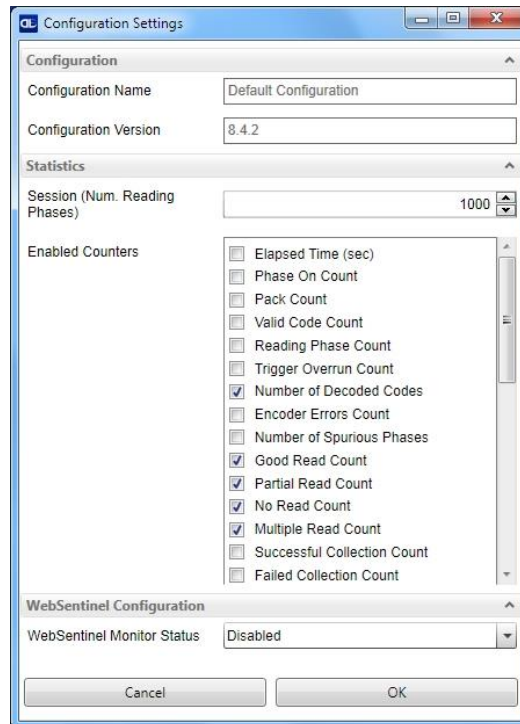 DL Configuration Settings
Configuration
Configuration Name Default Configuration
Configuration Version 8.4.2
Statistics
Session (Num. Reading Phases) 1000
Enabled Counters
Elapsed Time (sec)
Phase On Count
Pack Count
Valid Code Count
Reading Phase Count
Trigger Overrun Count
Number of Decoded Codes
Encoder Errors Count
Number of Spurious Phases
Good Read Count
Partial Read Count
No Read Count
Multiple Read Count
Successful Collection Count
Failed Collection Count
WebSentinel Configuration
WebSentinel Monitor Status Disabled
Cancel OK